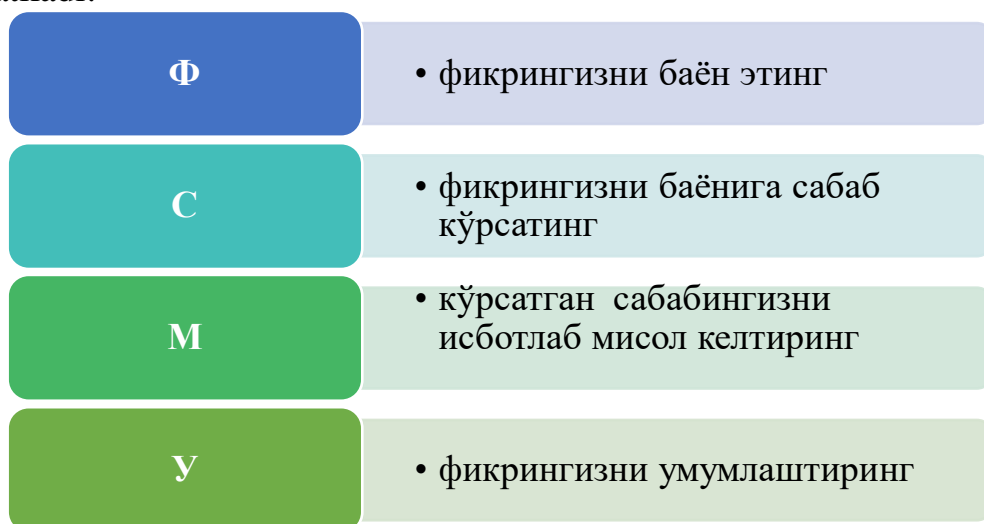 Ф
• фикрингизни баён этинг
С
• фикрингизни баёнига сабаб
кўрсатинг
М
• кўрсатган сабабингизни
исботлаб мисол келтиринг
У
• фикрингизни умумлаштиринг